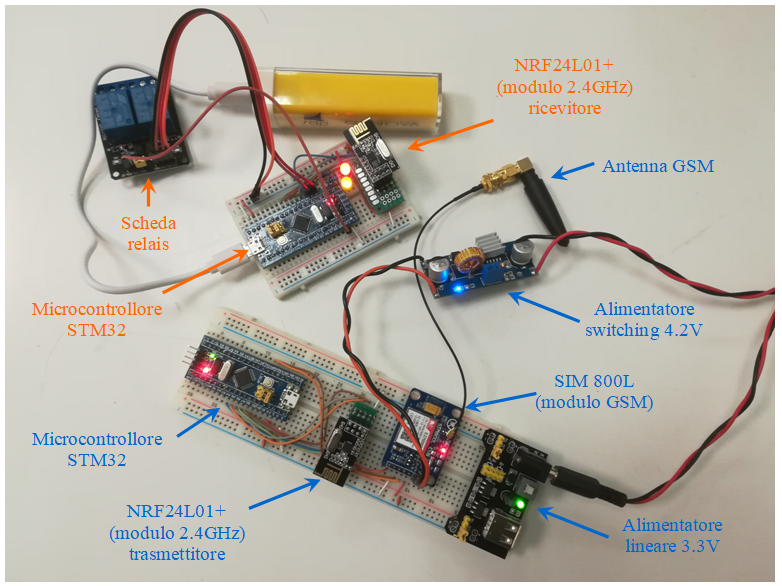 NRF24L01+
(modulo 2.4GHz)
ricevitore
Antenna GSM
Scheda
relais
Microcontrollore
STM32
Alimentatore
switching 4.2V
SIM 800L
(modulo GSM)
Microcontrollore
STM32
NRF24L01+
(modulo 2.4GHz)
trasmettitore
Alimentatore
lineare 3.3V